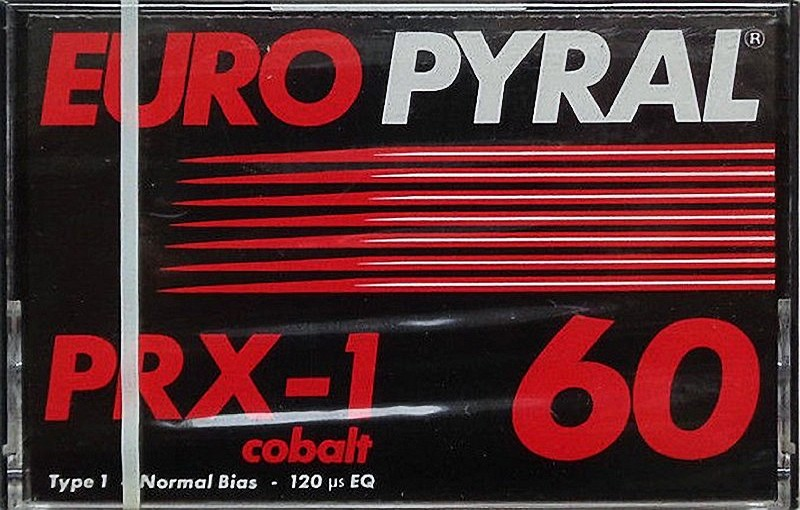 EURO PYRAL®
PRX-1 60
cobalt
Type 1 - Normal Bias - 120 µs EQ